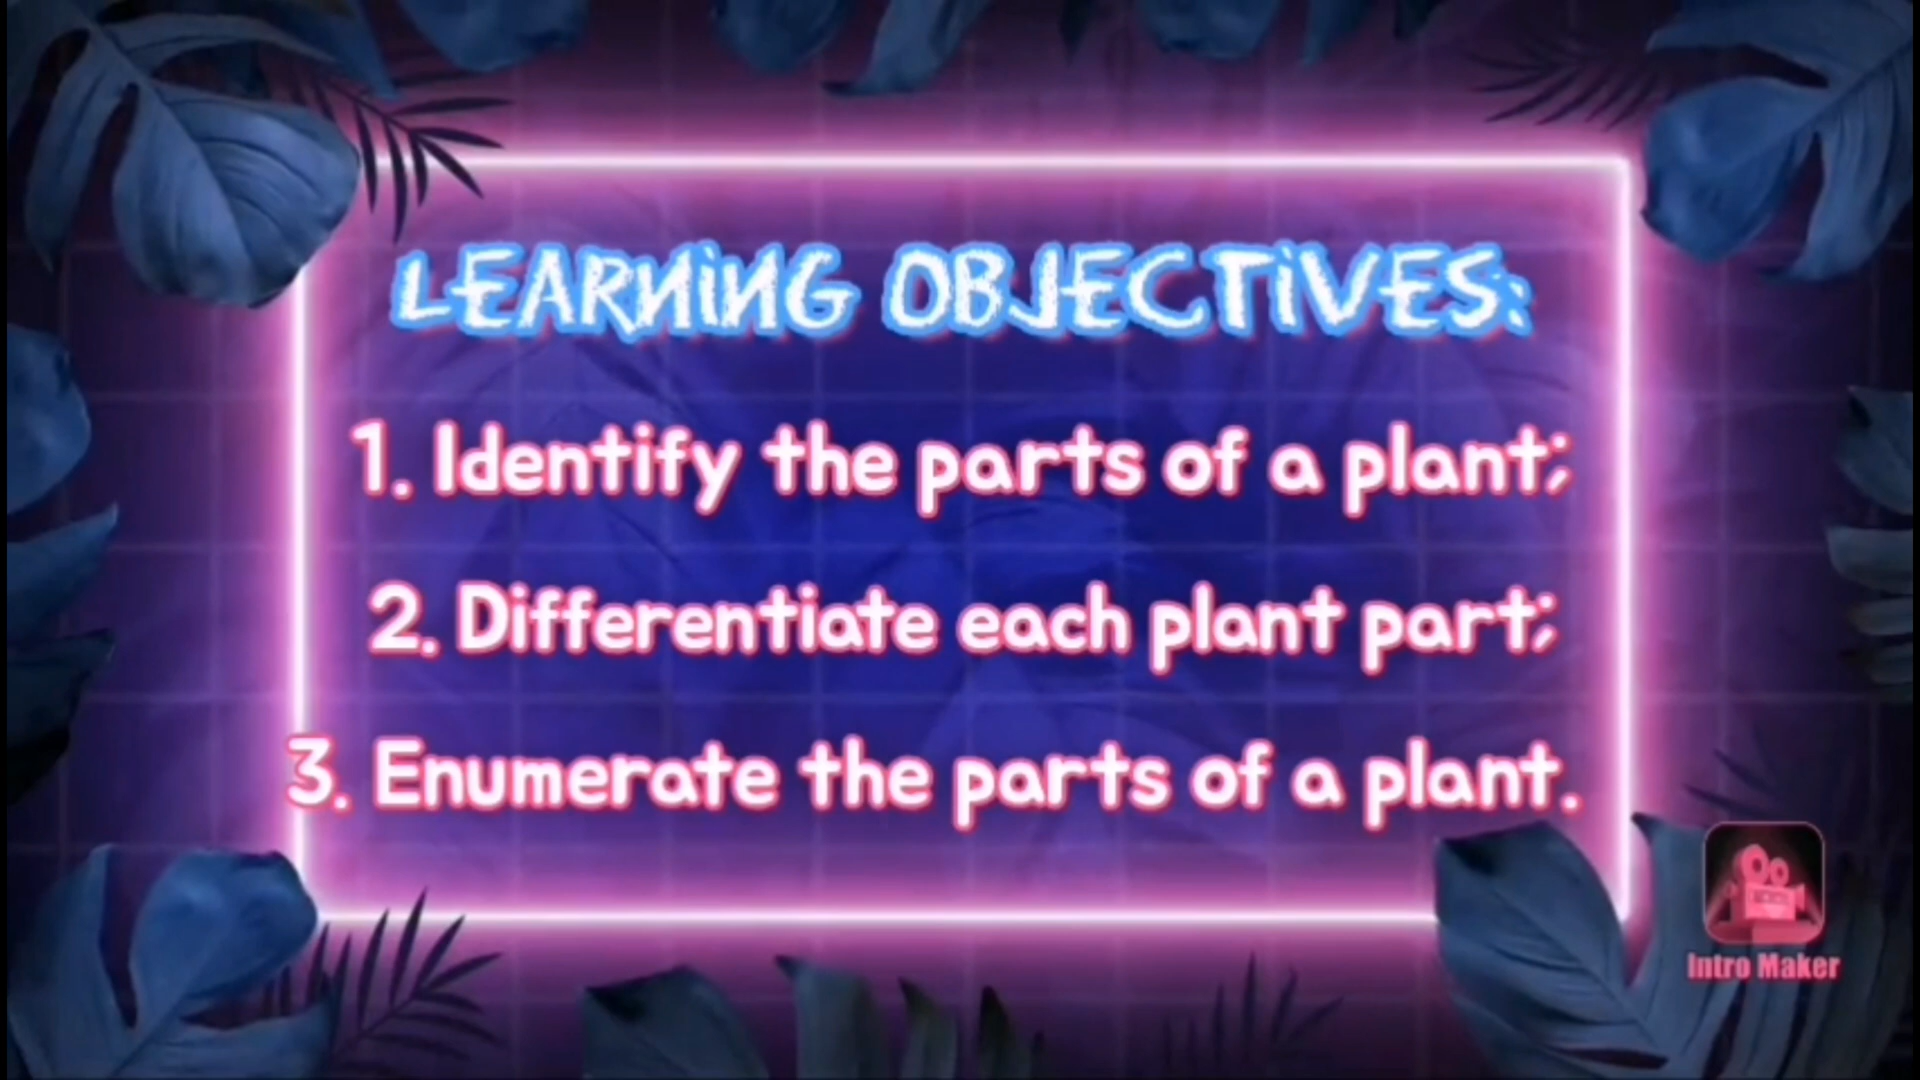 LEARNING OBJECTIVES:
1. Identify the parts of a plant;
2. Differentiate each plant part;
3. Enumerate the parts of a plant.
Intro Maker